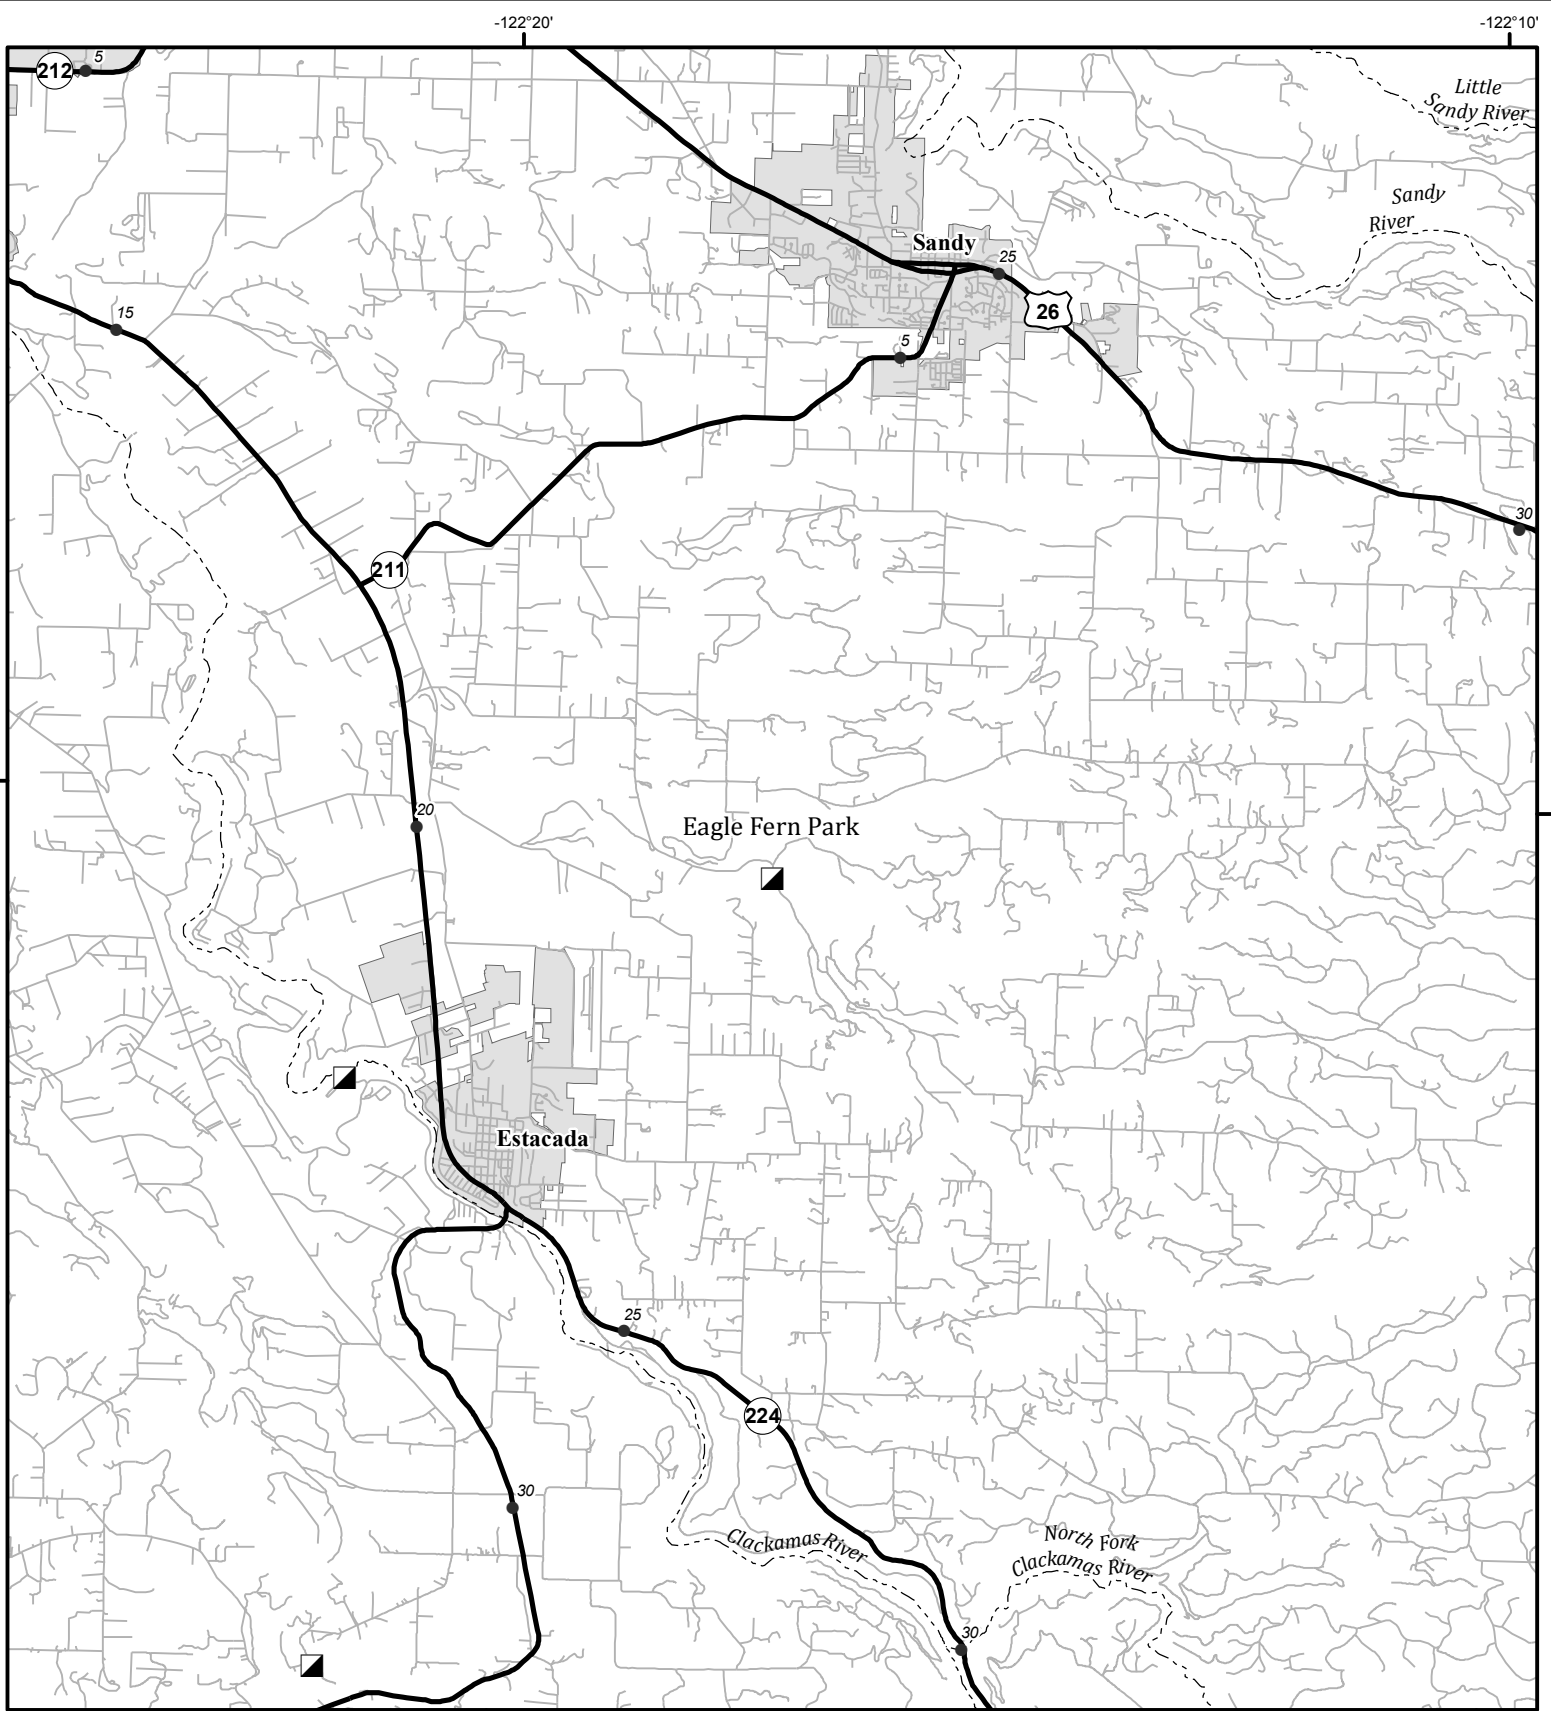 -122°20'
-122°10'
212
5
Little
Sandy River
Sandy
River
Sandy
25
26
15
5
30
211
20
Eagle Fern Park
Estacada
25
224
30
Clackamas River
North Fork
Clackamas River
30